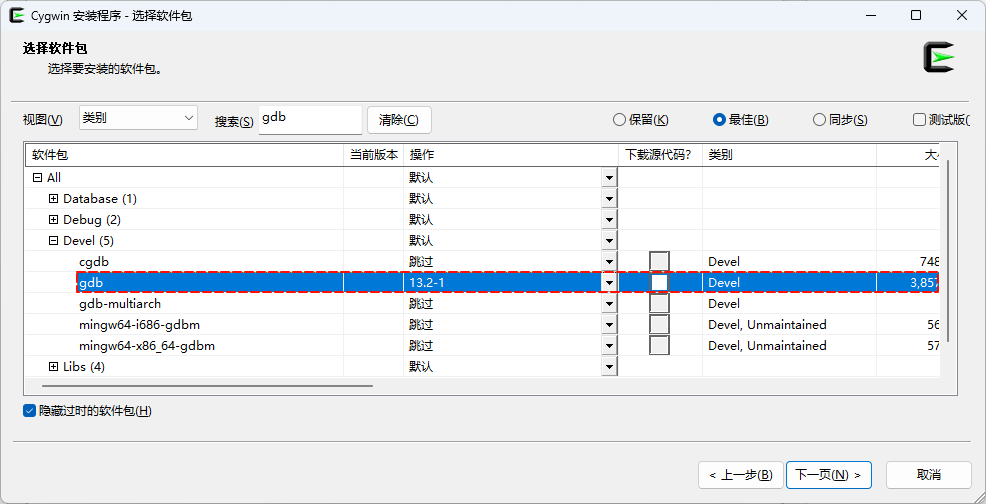 Cygwin 安装程序 - 选择软件包
选择软件包
选择要安装的软件包。
视图(V) 类别 搜索(S) gdb 清除(C) 保留(K) 最佳(B) 同步(S) 测试版(
软件包 当前版本 操作 下载源代码? 类别 大小
All 默认
Database (1) 默认
Debug (2) 默认
Devel (5) 默认
cgdb 跳过 Devel 748
gdb 13.2-1 Devel 3,857
gdb-multiarch 跳过 Devel
mingw64-i686-gdbm 跳过 Devel, Unmaintained 56
mingw64-x86_64-gdbm 跳过 Devel, Unmaintained 57
Libs (4) 默认
隐藏过时的软件包(H)
< 上一步(B) 下一页(N) > 取消